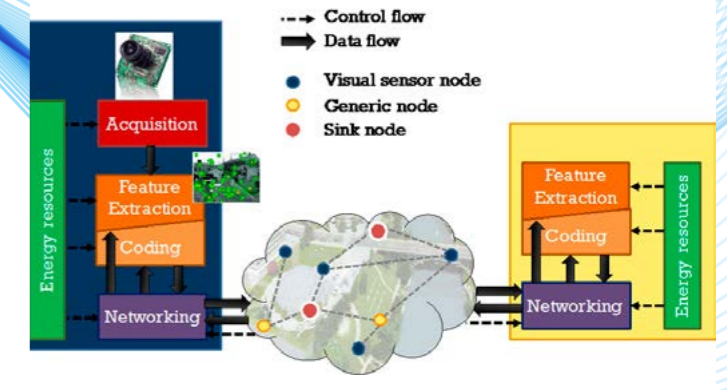 Control flow
Data flow
Visual sensor node
Generic node
Sink node
Energy resources
Acquisition
Feature
Extraction
Coding
Networking
Feature
Extraction
Coding
Networking
Energy resources